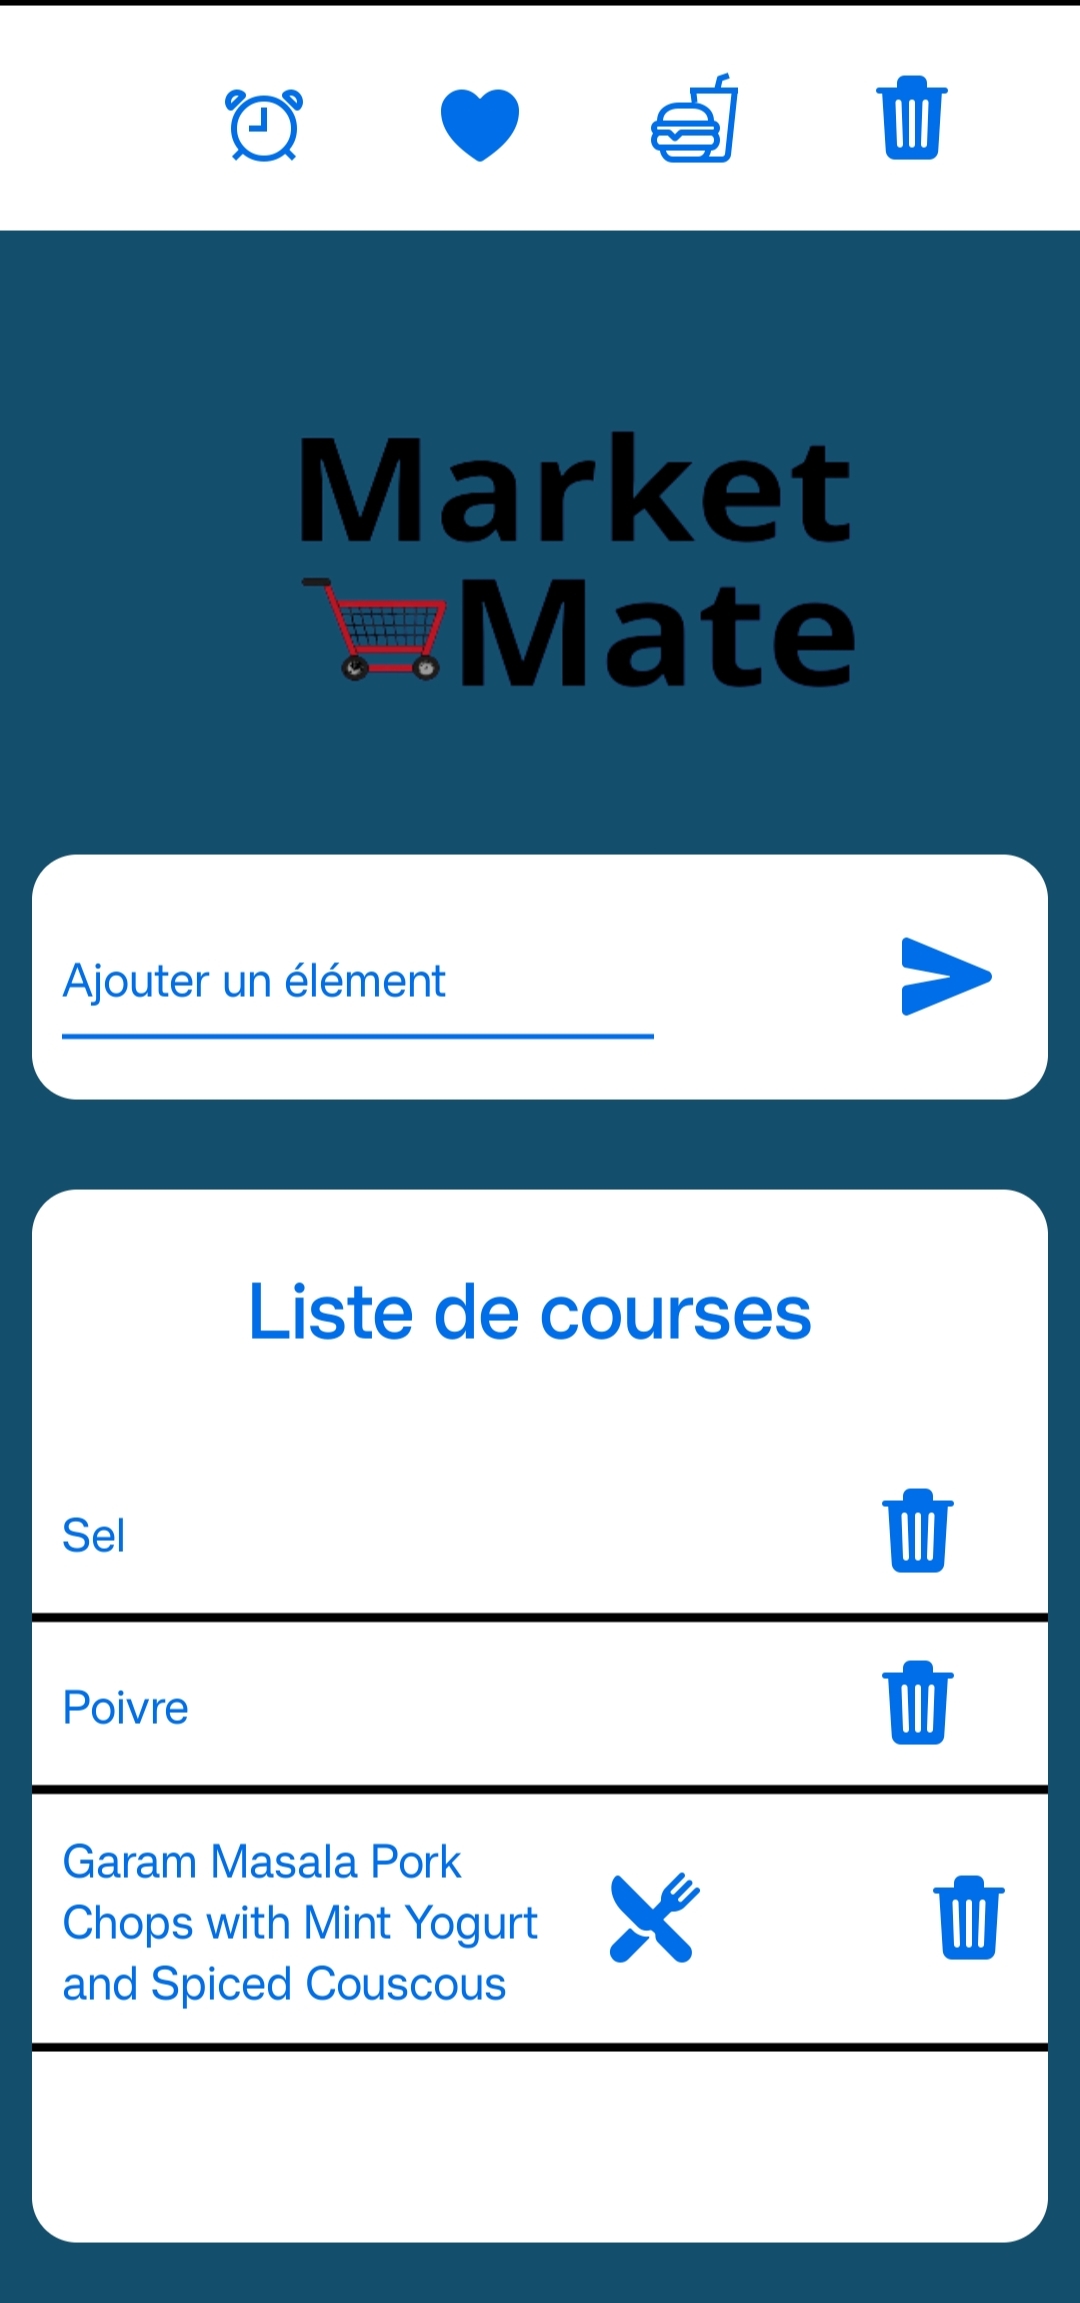 Market
Mate
Ajouter un élément
Liste de courses
Sel
Poivre
Garam Masala Pork
Chops with Mint Yogurt
and Spiced Couscous